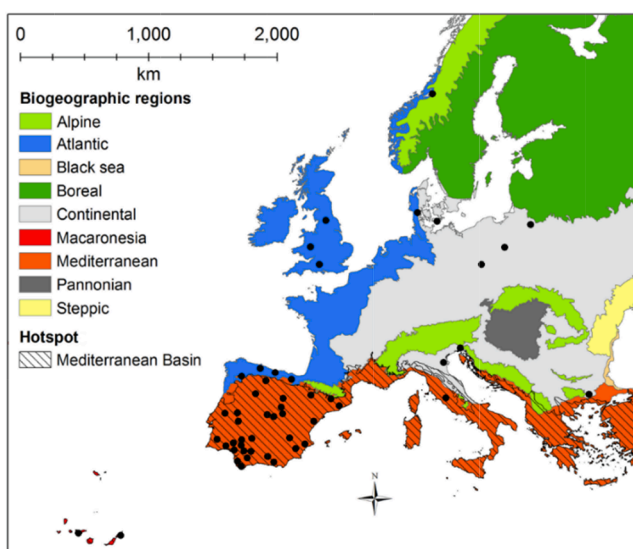 0 1,000 2,000
km
Biogeographic regions
Alpine
Atlantic
Black sea
Boreal
Continental
Macaronesia
Mediterranean
Pannonian
Steppic
Hotspot
Mediterranean Basin
N